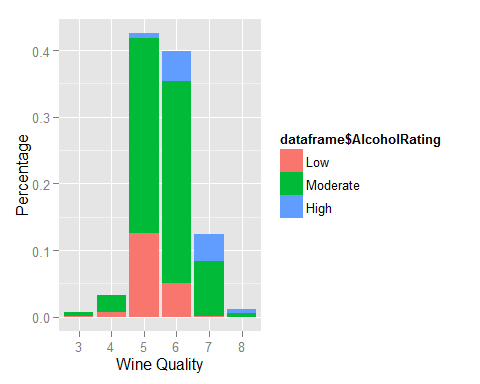 0.4
0.3
0.2
0.1
0.0
Percentage
3 4 5 6 7 8
Wine Quality
dataframe$AlcoholRating
Low
Moderate
High